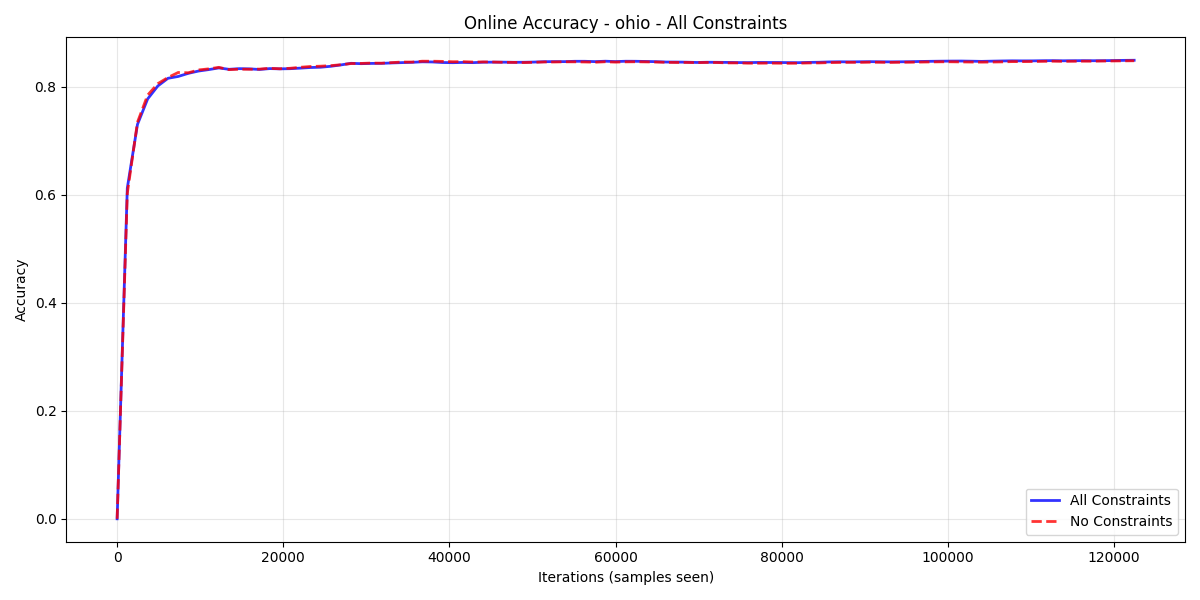 Online Accuracy - ohio - All Constraints
Accuracy
0.8
0.6
0.4
0.2
0.0
All Constraints
No Constraints
0 20000 40000 60000 80000 100000 120000
Iterations (samples seen)